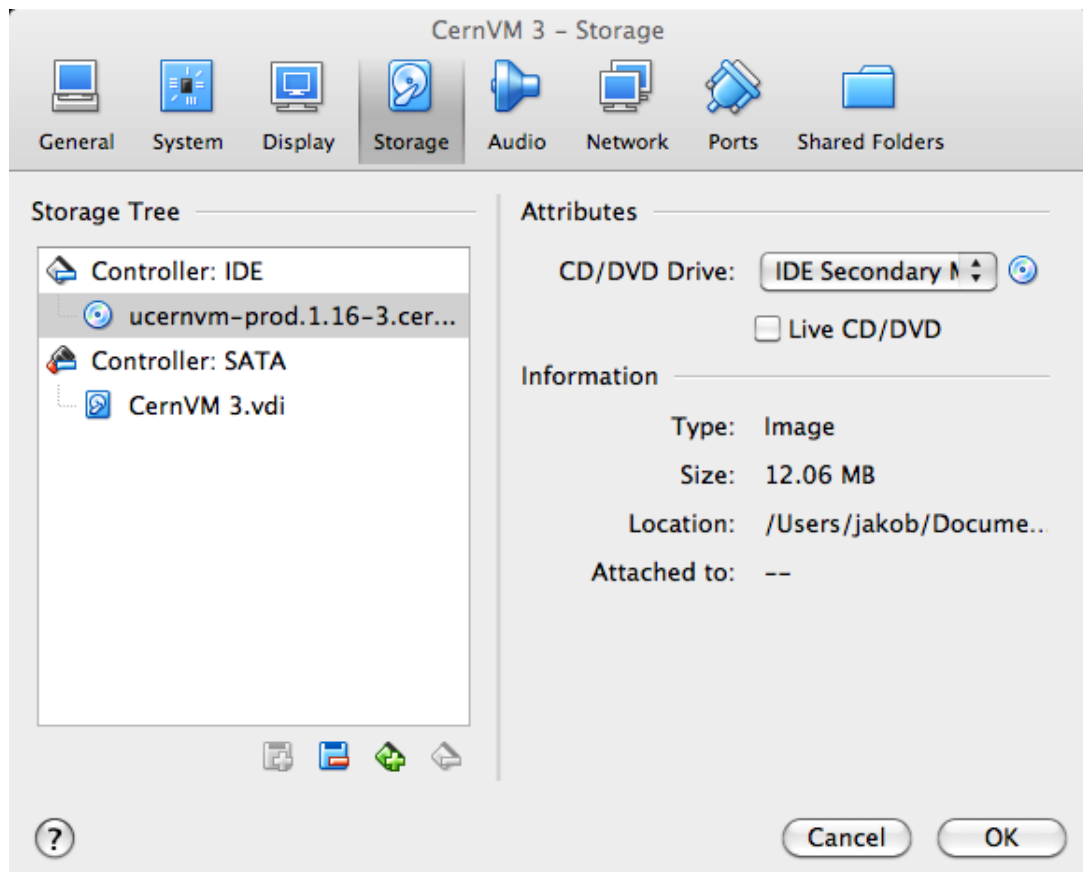 CernVM 3 – Storage
General System Display Storage Audio Network Ports Shared Folders
Storage Tree
Controller: IDE
ucernvm-prod.1.16-3.cer...
Controller: SATA
CernVM 3.vdi
Attributes
CD/DVD Drive: IDE Secondary M
Live CD/DVD
Information
Type: Image
Size: 12.06 MB
Location: /Users/jakob/Docume...
Attached to: --
?
Cancel OK